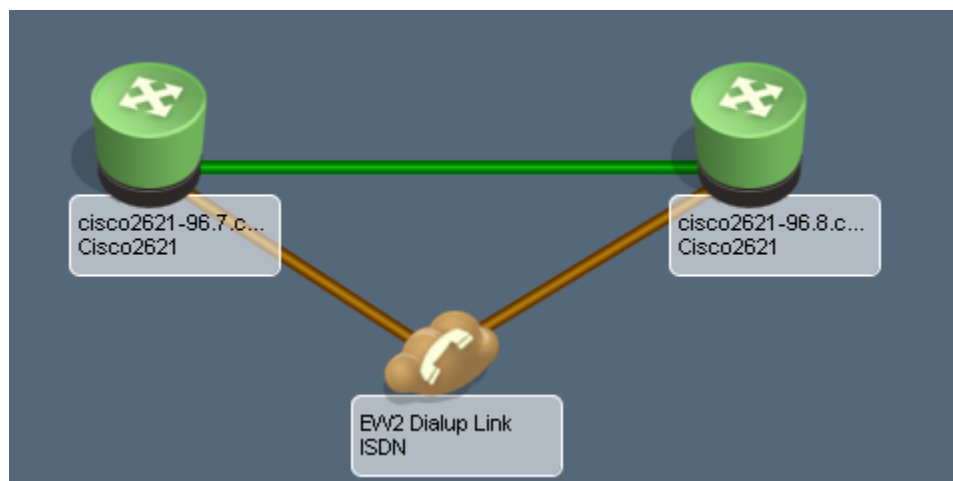 cisco2621-96.7.c...
Cisco2621
cisco2621-96.8.c...
Cisco2621
EW2 Dialup Link
ISDN